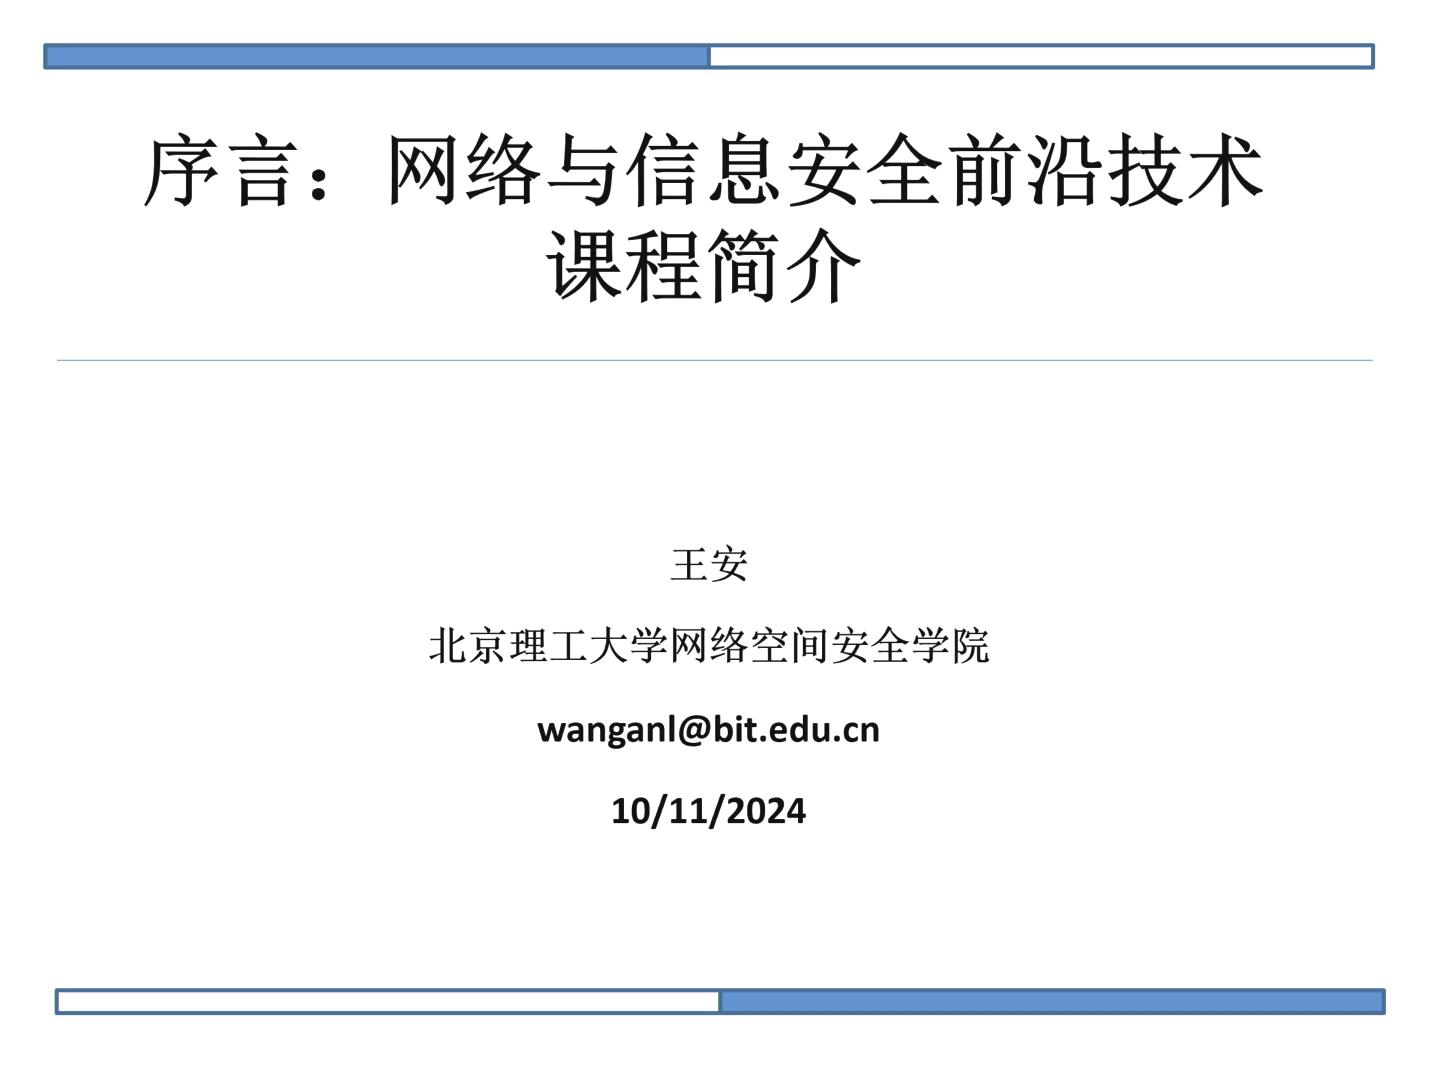 序言：网络与信息安全前沿技术
课程简介
王安
北京理工大学网络空间安全学院
wanganl@bit.edu.cn
10/11/2024